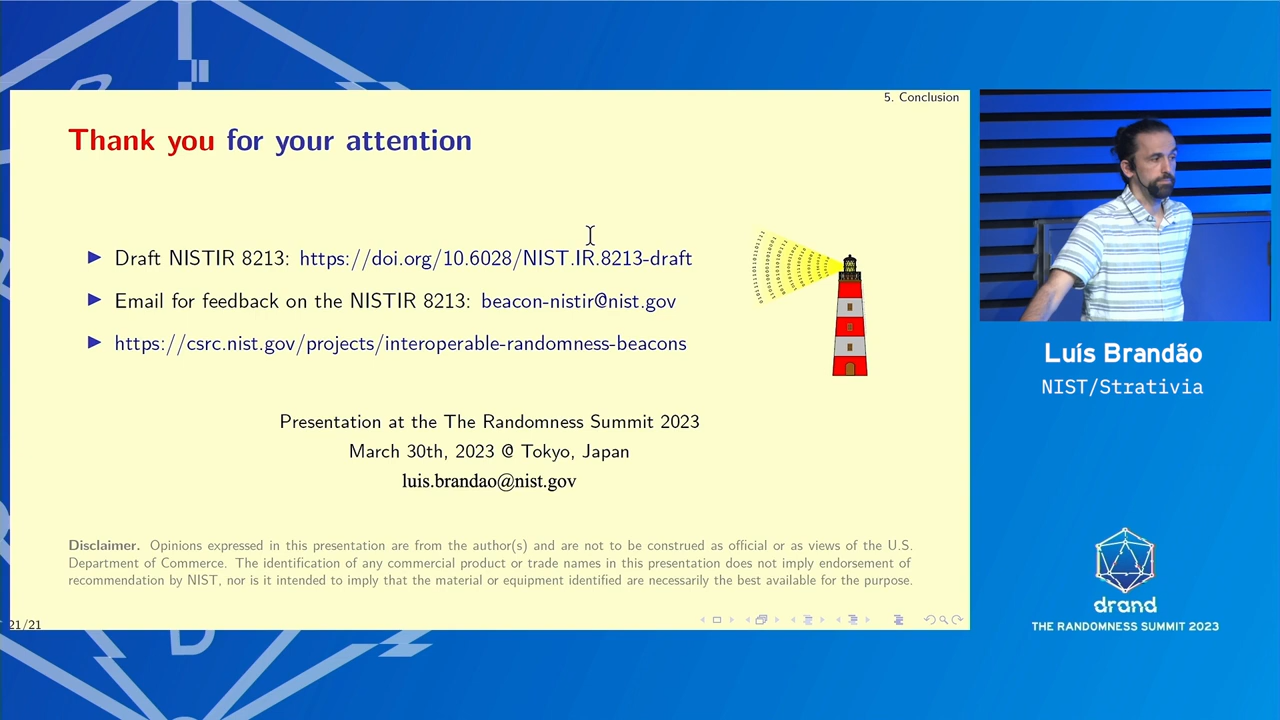 5. Conclusion
Thank you for your attention
Draft NISTIR 8213: https://doi.org/10.6028/NIST.IR.8213-draft
Email for feedback on the NISTIR 8213: beacon-nistir@nist.gov
https://csrc.nist.gov/projects/interoperable-randomness-beacons
Presentation at the The Randomness Summit 2023
March 30th, 2023 @ Tokyo, Japan
luis.brandao@nist.gov
Disclaimer. Opinions expressed in this presentation are from the author(s) and are not to be construed as official or as views of the U.S.
Department of Commerce. The identification of any commercial product or trade names in this presentation does not imply endorsement of
recommendation by NIST, nor is it intended to imply that the material or equipment identified are necessarily the best available for the purpose.
21/21
Luís Brandão
NIST/Strativia
drand
THE RANDOMNESS SUMMIT 2023